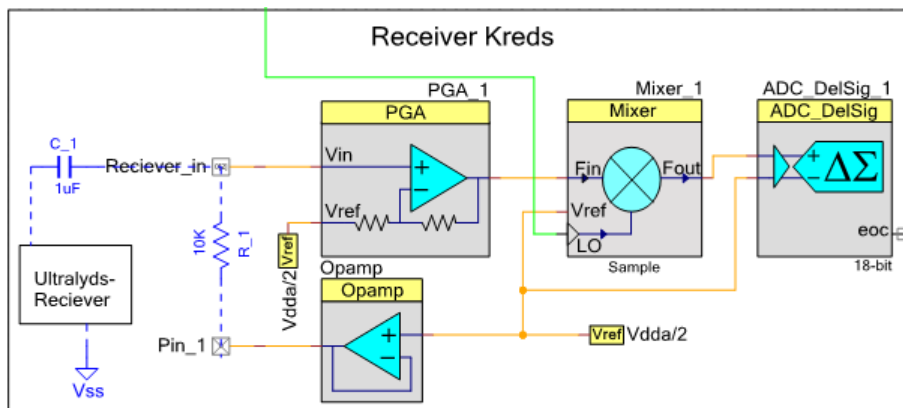 Receiver Kreds
PGA_1
PGA
Vin
Vref
Vref
Vdda/2
Mixer_1
Mixer
Fin
Fout
Vref
LO
Sample
ADC_DelSig_1
ADC_DelSig
+
-
ΔΣ
eoc
18-bit
C_1
1uF
Reciever_in
10K
R_1
Ultralyds-
Reciever
Vss
Pin_1
Opamp
Opamp
+
-
Vref
Vdda/2